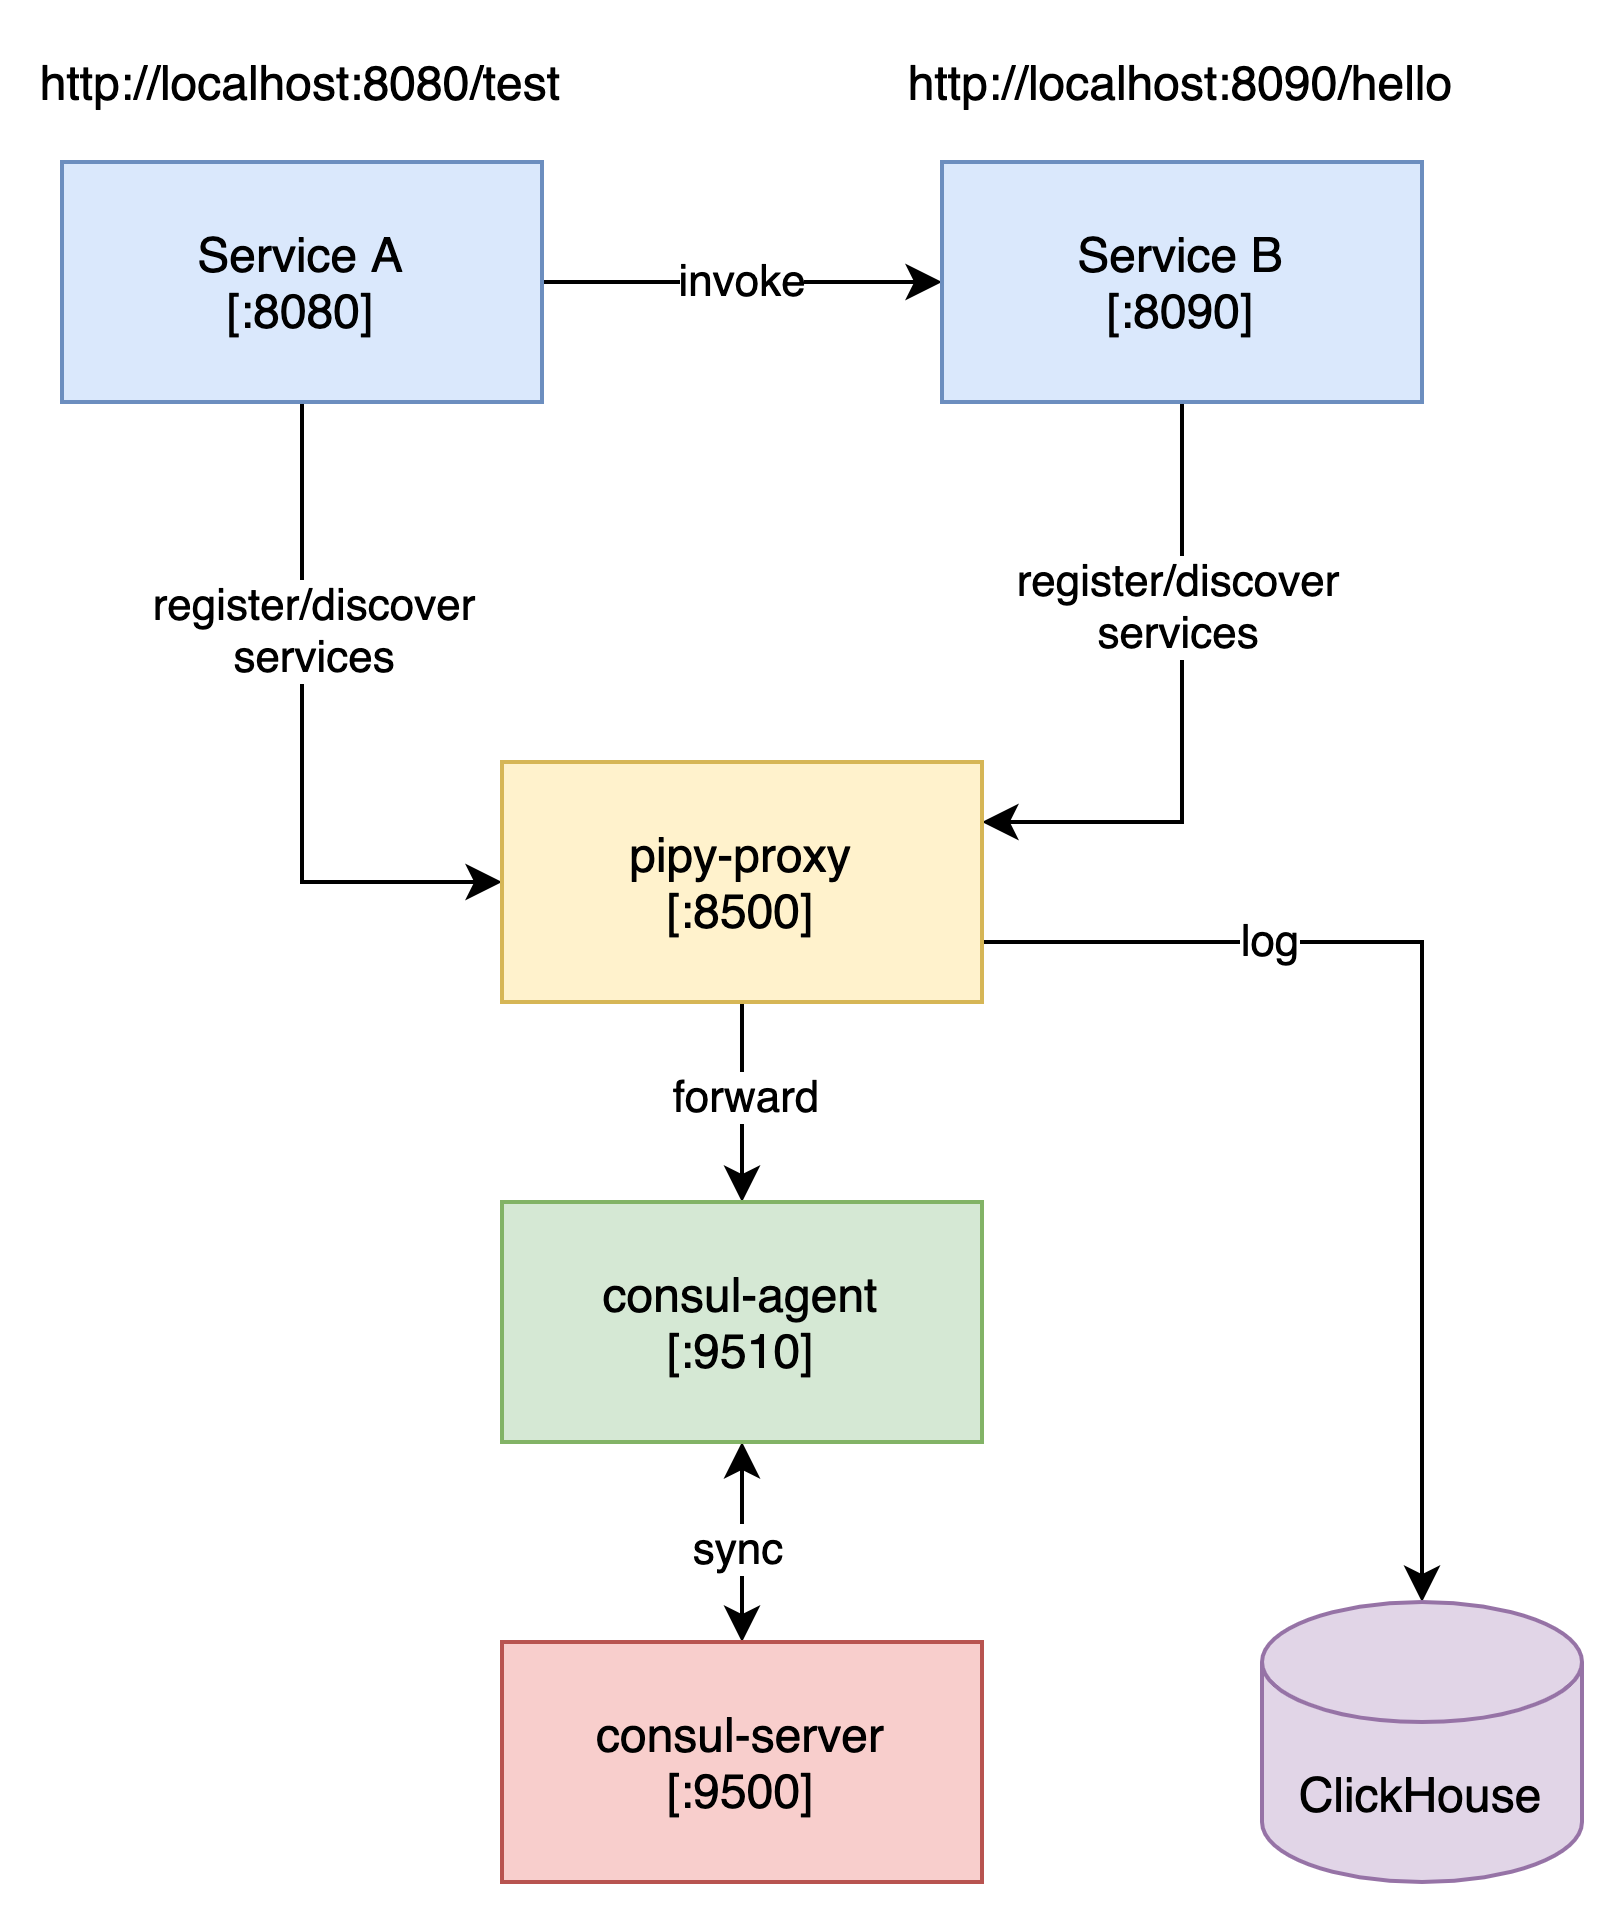 http://localhost:8080/test
http://localhost:8090/hello
Service A
[:8080]
invoke
Service B
[:8090]
register/discover
services
register/discover
services
pipy-proxy
[:8500]
log
forward
consul-agent
[:9510]
sync
consul-server
[:9500]
ClickHouse